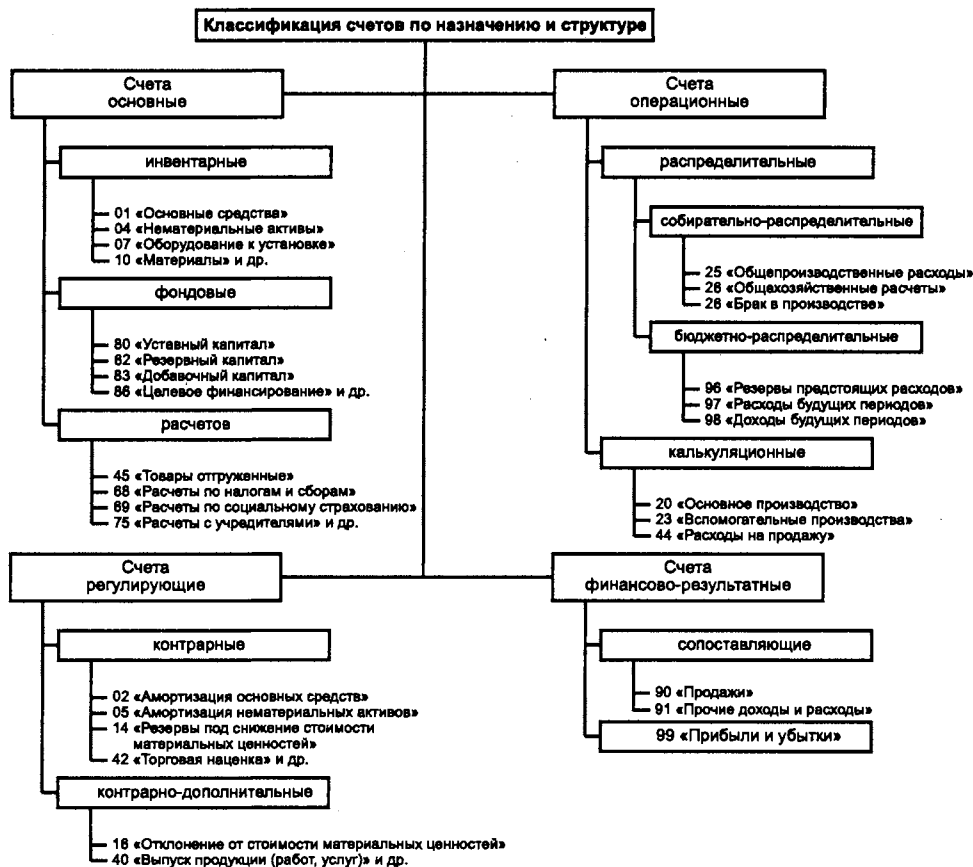 Классификация счетов по назначению и структуре
Счета
основные
инвентарные
01 «Основные средства»
04 «Нематериальные активы»
07 «Оборудование к установке»
10 «Материалы» и др.
фондовые
80 «Уставный капитал»
82 «Резервный капитал»
83 «Добавочный капитал»
86 «Целевое финансирование» и др.
расчетов
45 «Товары отгруженные»
68 «Расчеты по налогам и сборам»
69 «Расчеты по социальному страхованию»
75 «Расчеты с учредителями» и др.
Счета
операционные
распределительные
собирательно-распределительные
25 «Общепроизводственные расходы»
26 «Общехозяйственные расчеты»
28 «Брак в производстве»
бюджетно-распределительные
96 «Резервы предстоящих расходов»
97 «Расходы будущих периодов»
98 «Доходы будущих периодов»
калькуляционные
20 «Основное производство»
23 «Вспомогательные производства»
44 «Расходы на продажу»
Счета
регулирующие
контрарные
02 «Амортизация основных средств»
05 «Амортизация нематериальных активов»
14 «Резервы под снижение стоимости
материальных ценностей»
42 «Торговая наценка» и др.
контрарно-дополнительные
16 «Отклонение от стоимости материальных ценностей»
40 «Выпуск продукции (работ, услуг)» и др.
Счета
финансово-результатные
сопоставляющие
90 «Продажи»
91 «Прочие доходы и расходы»
99 «Прибыли и убытки»